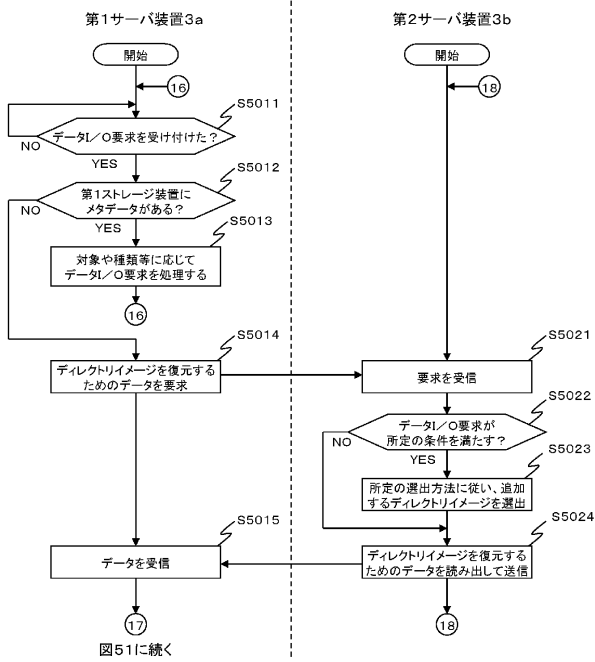 第1サーバ装置3a
第2サーバ装置3b
開始
開始
16
18
S5011
データI/O要求を受け付けた?
NO
YES
S5012
第1ストレージ装置に
メタデータがある?
NO
YES
S5013
対象や種類等に応じて
データI/O要求を処理する
16
S5014
ディレクトリイメージを復元する
ためのデータを要求
S5021
要求を受信
S5022
データI/O要求が
所定の条件を満たす?
NO
YES
S5023
所定の選出方法に従い、追加
するディレクトリイメージを選出
S5015
データを受信
S5024
ディレクトリイメージを復元する
ためのデータを読み出して送信
17
18
図51に続く